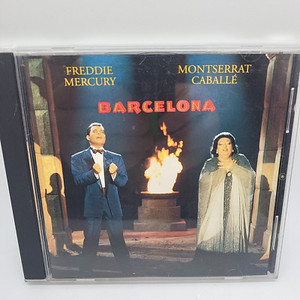 FREDDIE
MERCURY
MONTSERRAT
CABALLÉ
BARCELONA